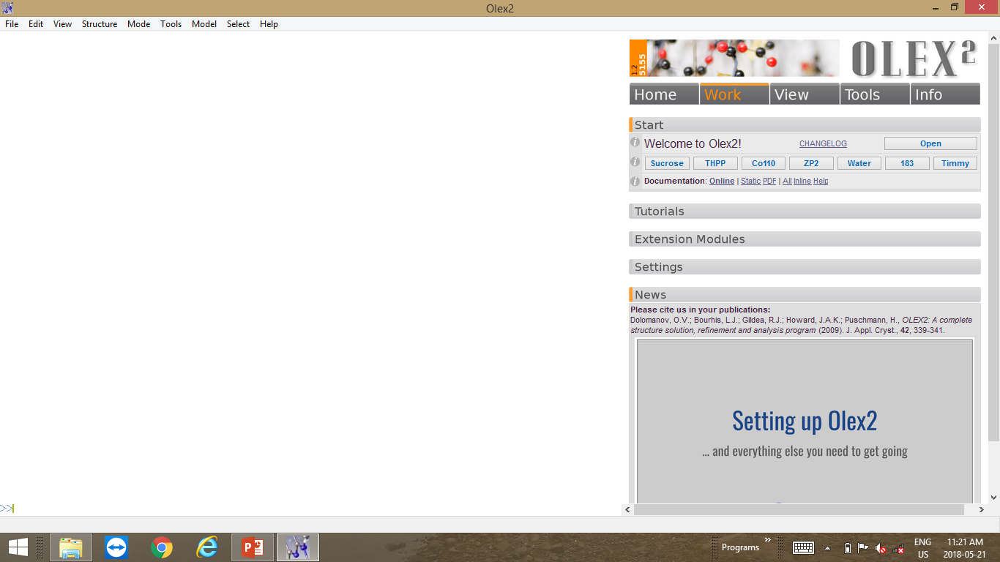 Olex2
File Edit View Structure Mode Tools Model Select Help
1.2
5155
OLEX2
Home Work View Tools Info
Start
Welcome to Olex2! CHANGELOG Open
Sucrose THPP Co110 ZP2 Water 183 Timmy
Documentation: Online | Static PDF | All Inline Help
Tutorials
Extension Modules
Settings
News
Please cite us in your publications:
Dolomanov, O.V.; Bourhis, L.J.; Gildea, R.J.; Howard, J.A.K.; Puschmann, H., OLEX2: A complete
structure solution, refinement and analysis program (2009). J. Appl. Cryst., 42, 339-341.
Setting up Olex2
... and everything else you need to get going
>>
Programs
ENG 11:21 AM
US 2018-05-21